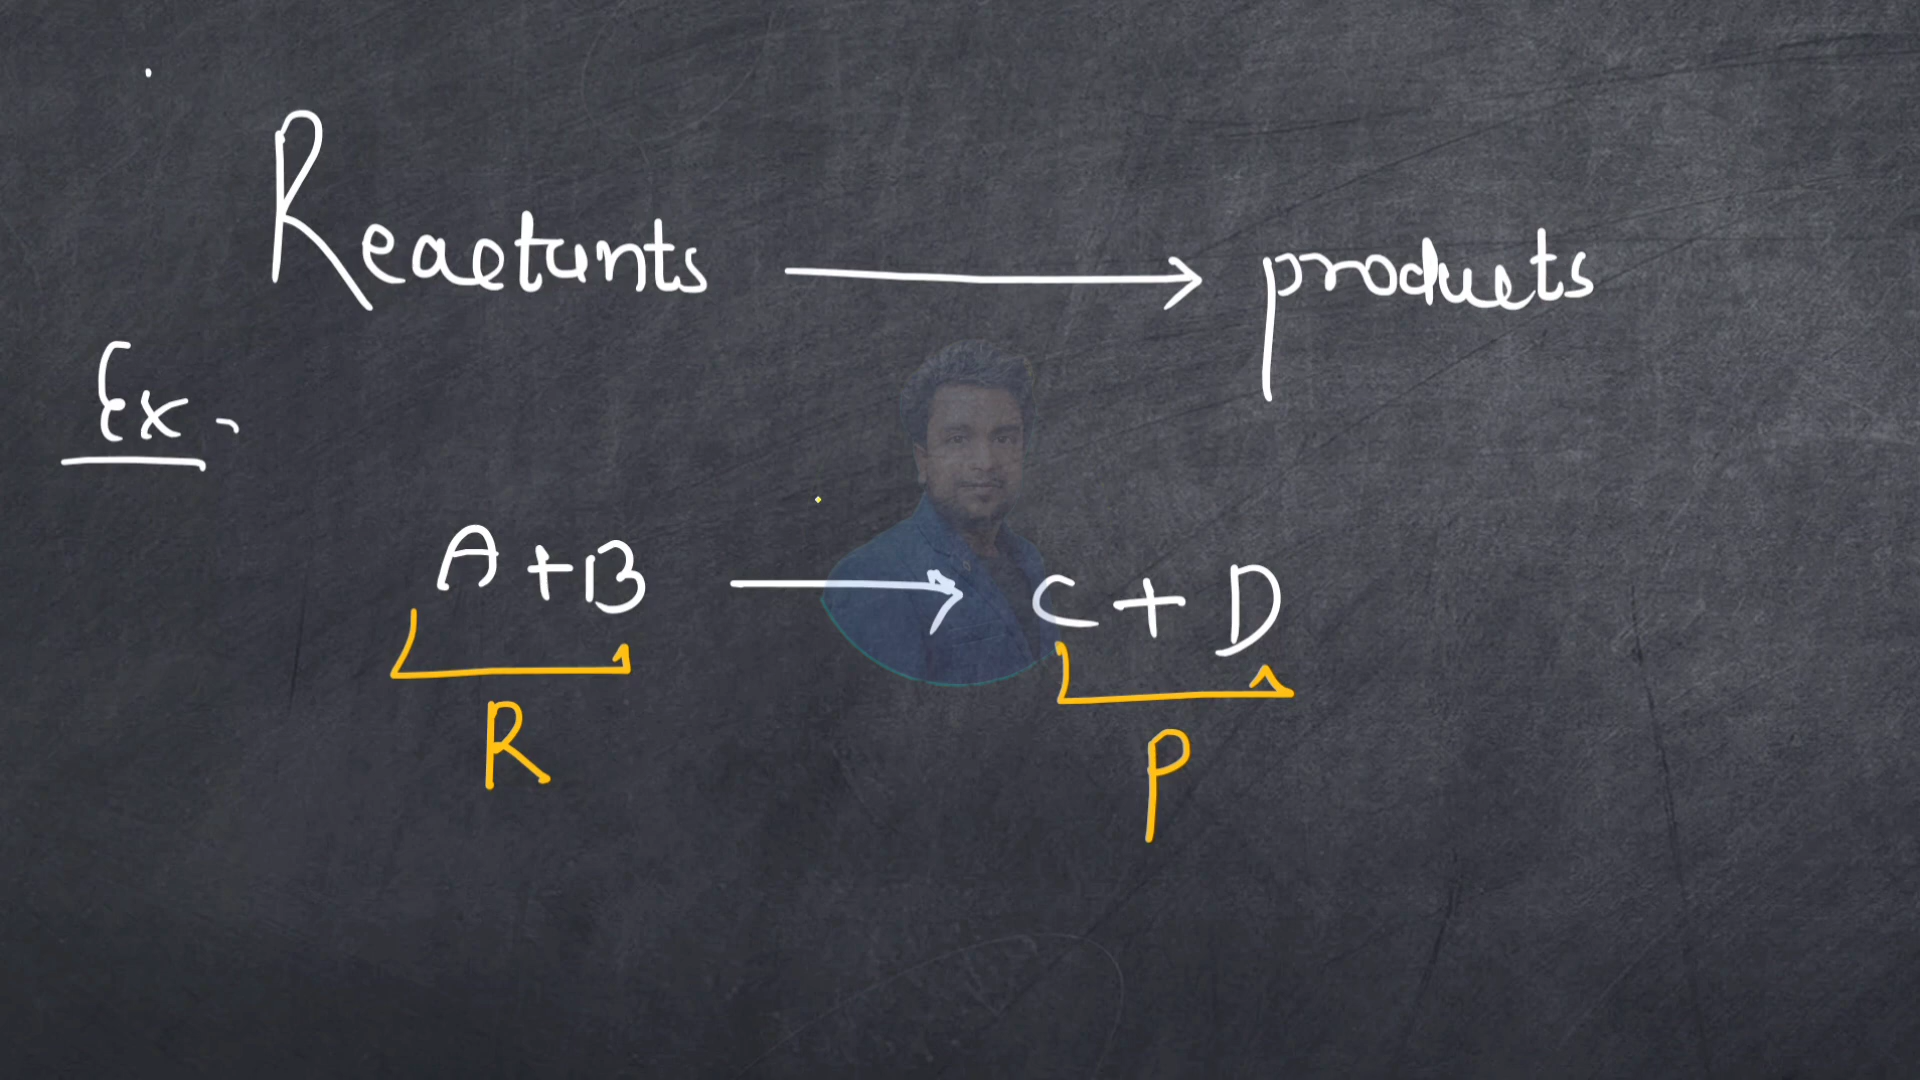 Reactants ⟶ products
Ex.
A + B ⟶ C + D
R P